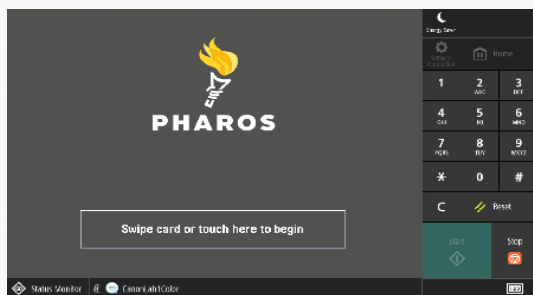 PHAROS
Swipe card or touch here to begin
Status Monitor
CanonLab1Color
Energy Saver
Home
1
2 ABC
3 DEF
4 GHI
5 JKL
6 MNO
7 PQRS
8 TUV
9 WXYZ
* 0 #
C
Reset
Start
Stop